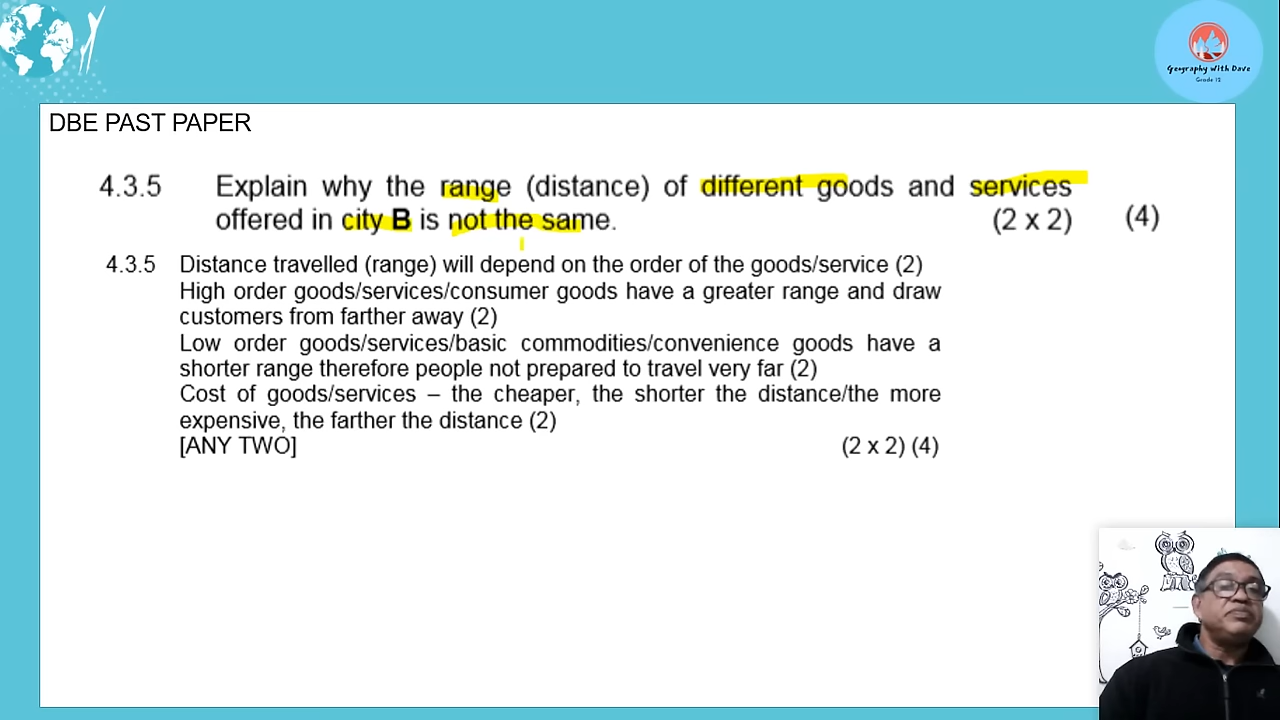 Geography With Dave
Grade 12
DBE PAST PAPER
4.3.5 Explain why the range (distance) of different goods and services
offered in city B is not the same. (2 x 2) (4)
4.3.5 Distance travelled (range) will depend on the order of the goods/service (2)
High order goods/services/consumer goods have a greater range and draw
customers from farther away (2)
Low order goods/services/basic commodities/convenience goods have a
shorter range therefore people not prepared to travel very far (2)
Cost of goods/services – the cheaper, the shorter the distance/the more
expensive, the farther the distance (2)
[ANY TWO] (2 x 2) (4)